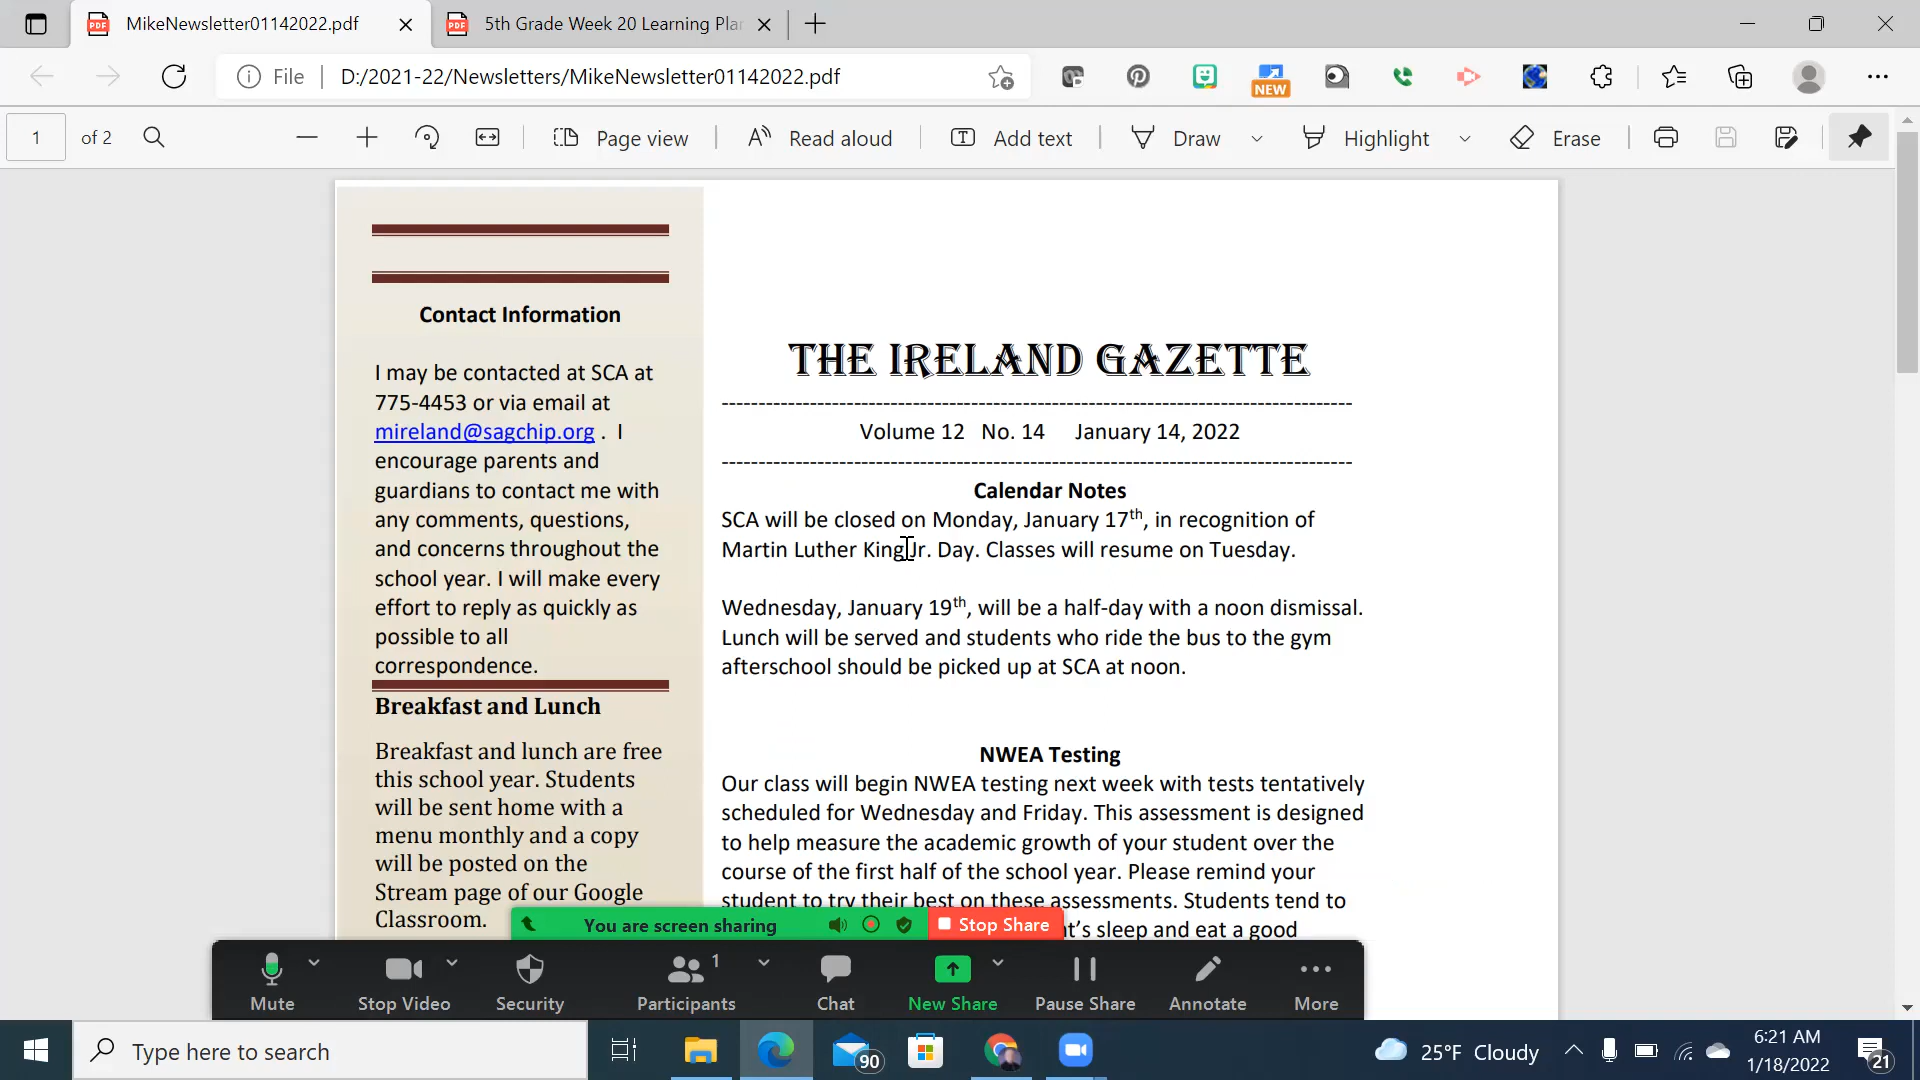 MikeNewsletter01142022.pdf
5th Grade Week 20 Learning Pla
File
D:/2021-22/Newsletters/MikeNewsletter01142022.pdf
NEW
1 of 2
Page view
Read aloud
Add text
Draw
Highlight
Erase
Contact Information
I may be contacted at SCA at
775-4453 or via email at
mireland@sagchip.org . I
encourage parents and
guardians to contact me with
any comments, questions,
and concerns throughout the
school year. I will make every
effort to reply as quickly as
possible to all
correspondence.
Breakfast and Lunch
Breakfast and lunch are free
this school year. Students
will be sent home with a
menu monthly and a copy
will be posted on the
Stream page of our Google
Classroom.
THE IRELAND GAZETTE
Volume 12 No. 14 January 14, 2022
Calendar Notes
SCA will be closed on Monday, January 17th, in recognition of
Martin Luther King Jr. Day. Classes will resume on Tuesday.
Wednesday, January 19th, will be a half-day with a noon dismissal.
Lunch will be served and students who ride the bus to the gym
afterschool should be picked up at SCA at noon.
NWEA Testing
Our class will begin NWEA testing next week with tests tentatively
scheduled for Wednesday and Friday. This assessment is designed
to help measure the academic growth of your student over the
course of the first half of the school year. Please remind your
student to try their best on these assessments. Students tend to
t's sleep and eat a good
You are screen sharing
Stop Share
Mute
Stop Video
Security
Participants
1
Chat
New Share
Pause Share
Annotate
More
Type here to search
90
25°F Cloudy
6:21 AM
1/18/2022
21